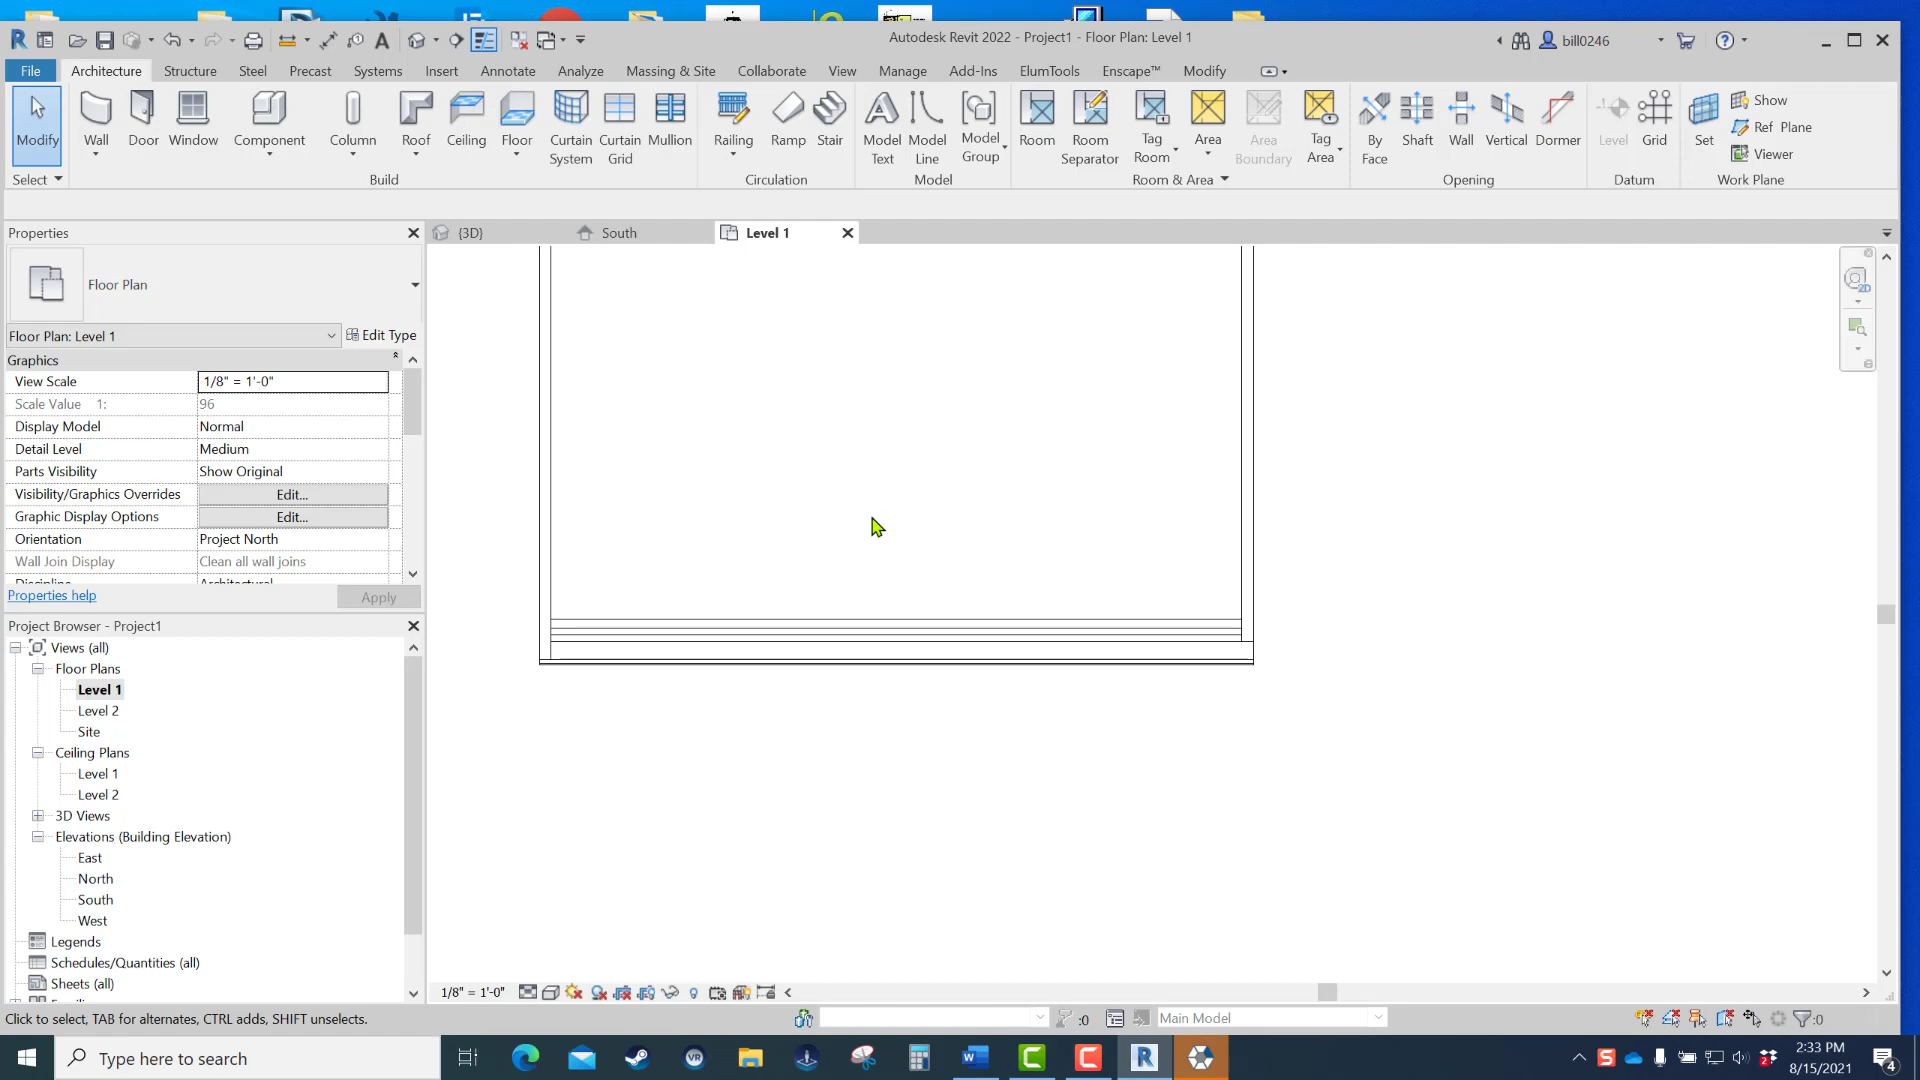 Autodesk Revit 2022 - Project1 - Floor Plan: Level 1
bill0246
File Architecture Structure Steel Precast Systems Insert Annotate Analyze Massing & Site Collaborate View Manage Add-Ins ElumTools Enscape™ Modify
Modify Wall Door Window Component Column Roof Ceiling Floor Curtain System Curtain Grid Mullion Railing Ramp Stair Model Text Model Line Model Group Room Room Separator Tag Room Area Area Boundary Tag Area By Face Shaft Wall Vertical Dormer Level Grid Set
Show
Ref Plane
Viewer
Select Build Circulation Model Room & Area Opening Datum Work Plane
Properties
{3D} South Level 1
Floor Plan
Floor Plan: Level 1 Edit Type
Graphics
View Scale 1/8" = 1'-0"
Scale Value 1: 96
Display Model Normal
Detail Level Medium
Parts Visibility Show Original
Visibility/Graphics Overrides Edit...
Graphic Display Options Edit...
Orientation Project North
Wall Join Display Clean all wall joins
Discipline Architectural
Properties help Apply
Project Browser - Project1
Views (all)
Floor Plans
Level 1
Level 2
Site
Ceiling Plans
Level 1
Level 2
3D Views
Elevations (Building Elevation)
East
North
South
West
Legends
Schedules/Quantities (all)
Sheets (all)
2D
1/8" = 1'-0"
Click to select, TAB for alternates, CTRL adds, SHIFT unselects.
:0
Main Model
:0
Type here to search
2:33 PM
8/15/2021
4